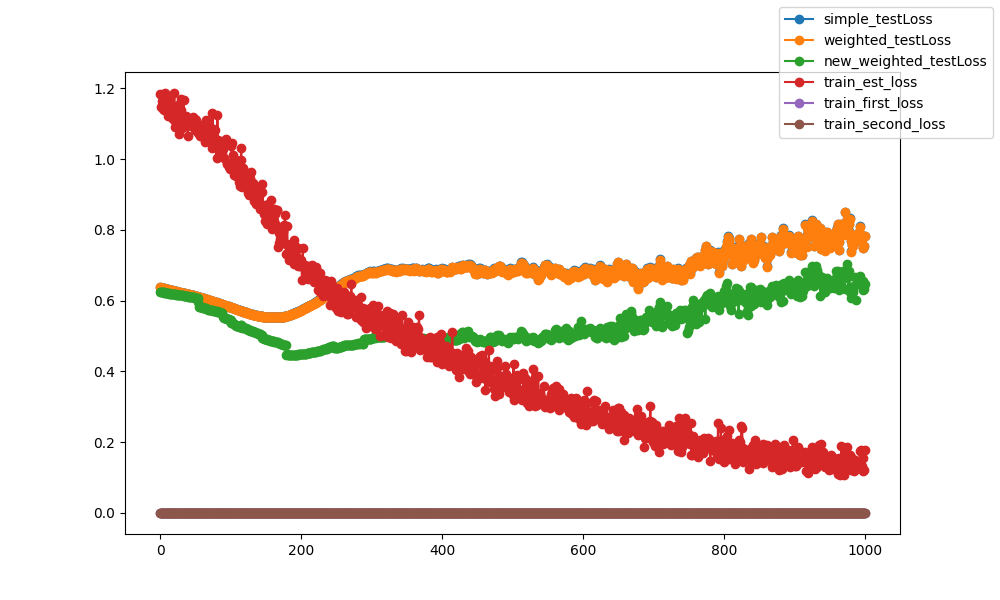 simple_testLoss
weighted_testLoss
new_weighted_testLoss
train_est_loss
train_first_loss
train_second_loss
1.2
1.0
0.8
0.6
0.4
0.2
0.0
0 200 400 600 800 1000